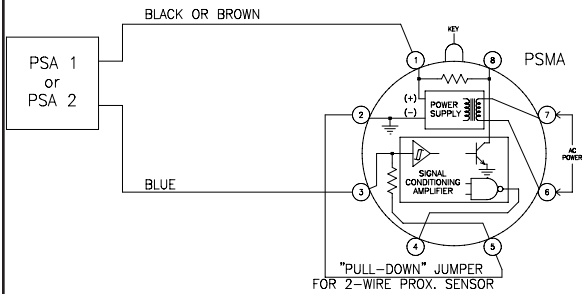 BLACK OR BROWN
KEY
PSMA
PSA 1
or
PSA 2
1
8
(+)
(-)
POWER
SUPPLY
2
7
AC
POWER
SIGNAL
CONDITIONING
AMPLIFIER
BLUE
3
6
4
5
"PULL-DOWN" JUMPER
FOR 2-WIRE PROX. SENSOR